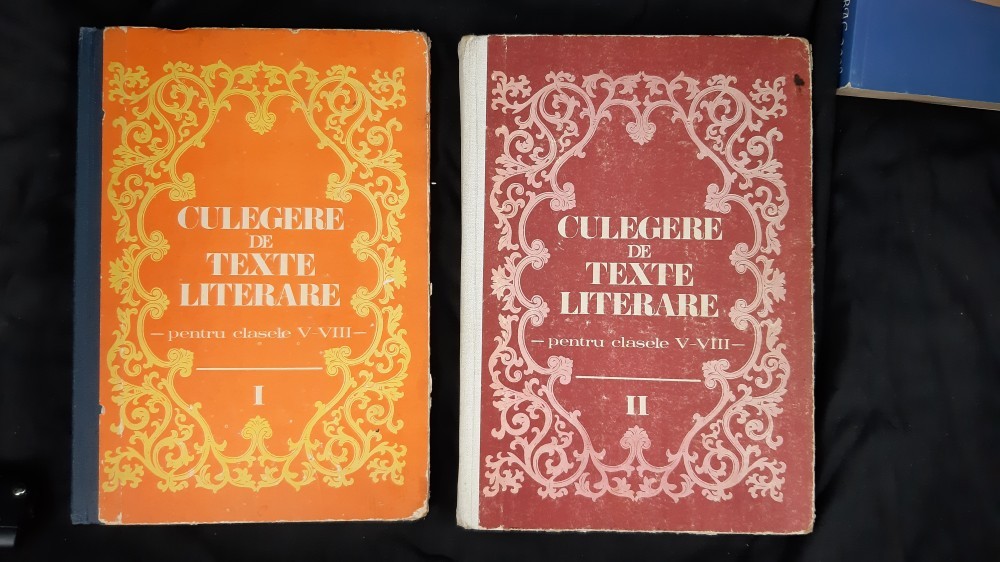 CULEGERE
DE
TEXTE
LITERARE
— pentru clasele V–VIII —
I
CULEGERE
DE
TEXTE
LITERARE
— pentru clasele V–VIII —
II